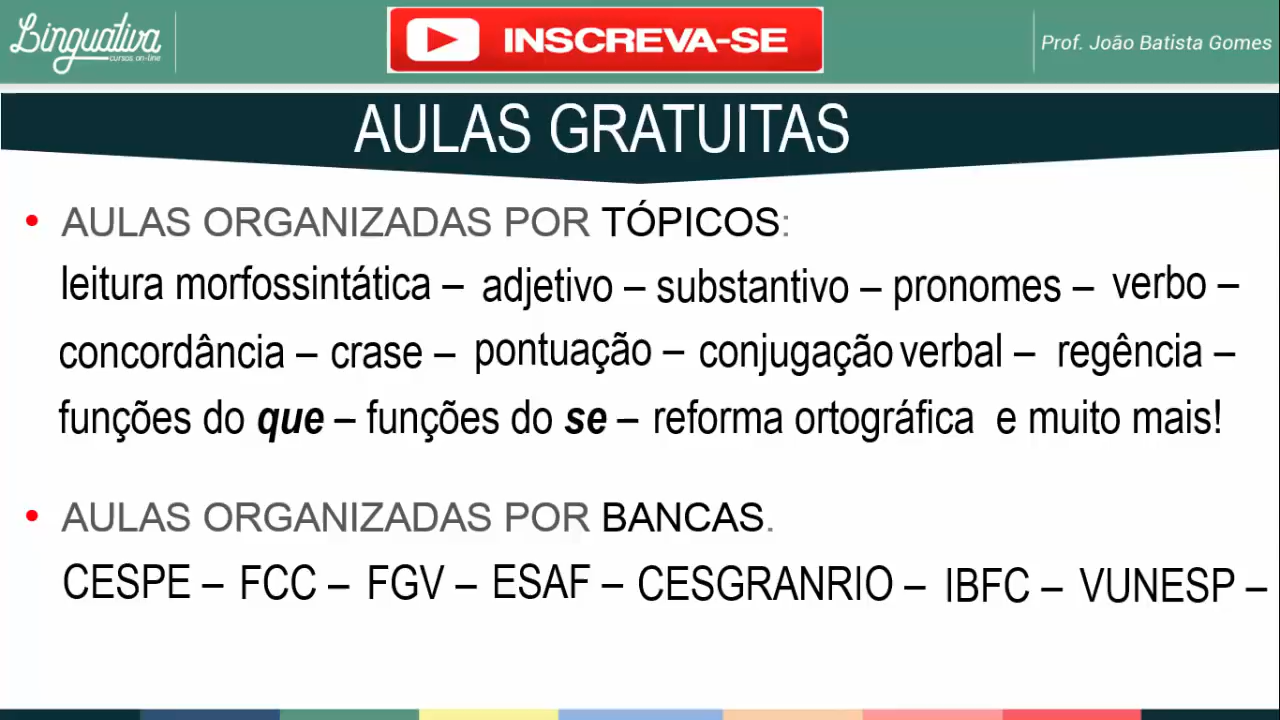 Linguativa
cursos on-line
INSCREVA-SE
Prof. João Batista Gomes
AULAS GRATUITAS
• AULAS ORGANIZADAS POR TÓPICOS:
leitura morfossintática – adjetivo – substantivo – pronomes – verbo –
concordância – crase – pontuação – conjugação verbal – regência –
funções do que – funções do se – reforma ortográfica e muito mais!
• AULAS ORGANIZADAS POR BANCAS.
CESPE – FCC – FGV – ESAF – CESGRANRIO – IBFC – VUNESP –